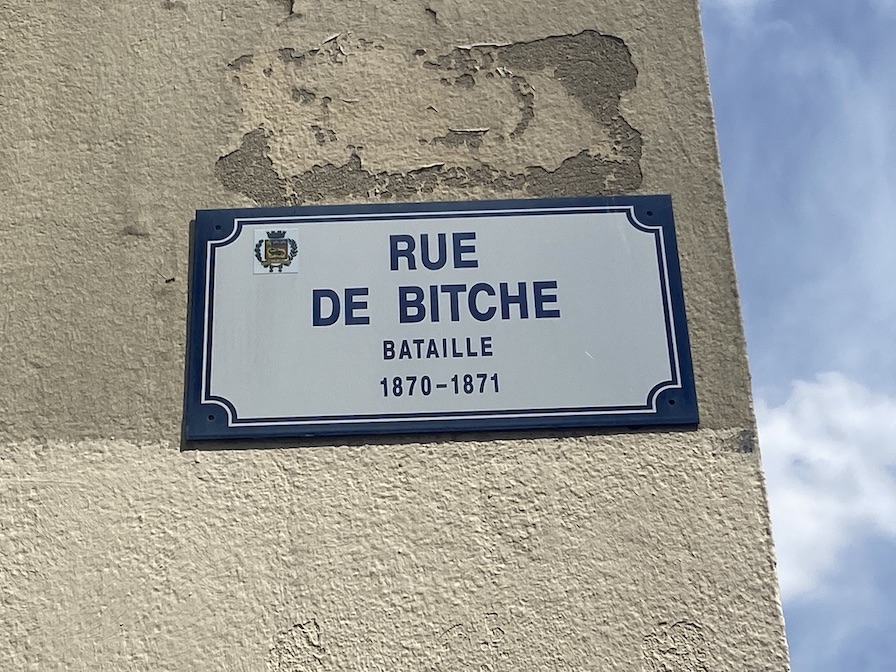 RUE
DE BITCHE
BATAILLE
1870-1871